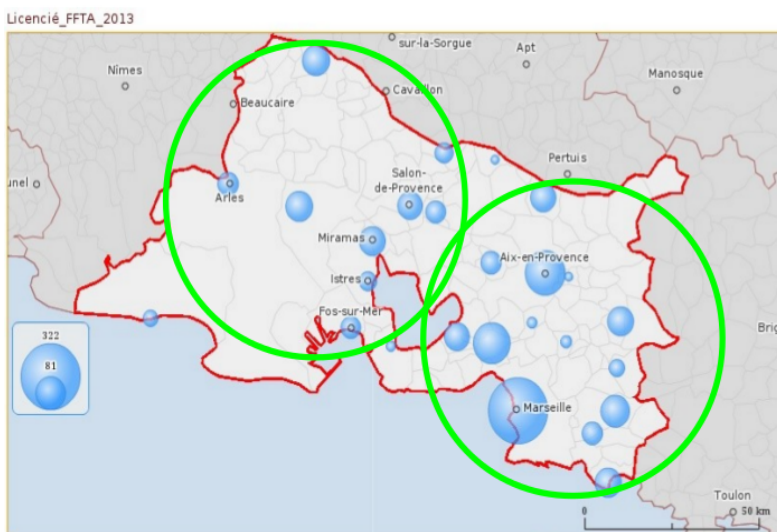 Licencié_FFTA_2013
sur-la-Sorgue
Apt
Nîmes
Manosque
Cavaillon
Beaucaire
Pertuis
unel
Salon-
de-Provence
Arles
Miramas
Aix-en-Provence
Istres
Fos-sur-Mer
Brig
322
81
Marseille
Toulon
0
50 km